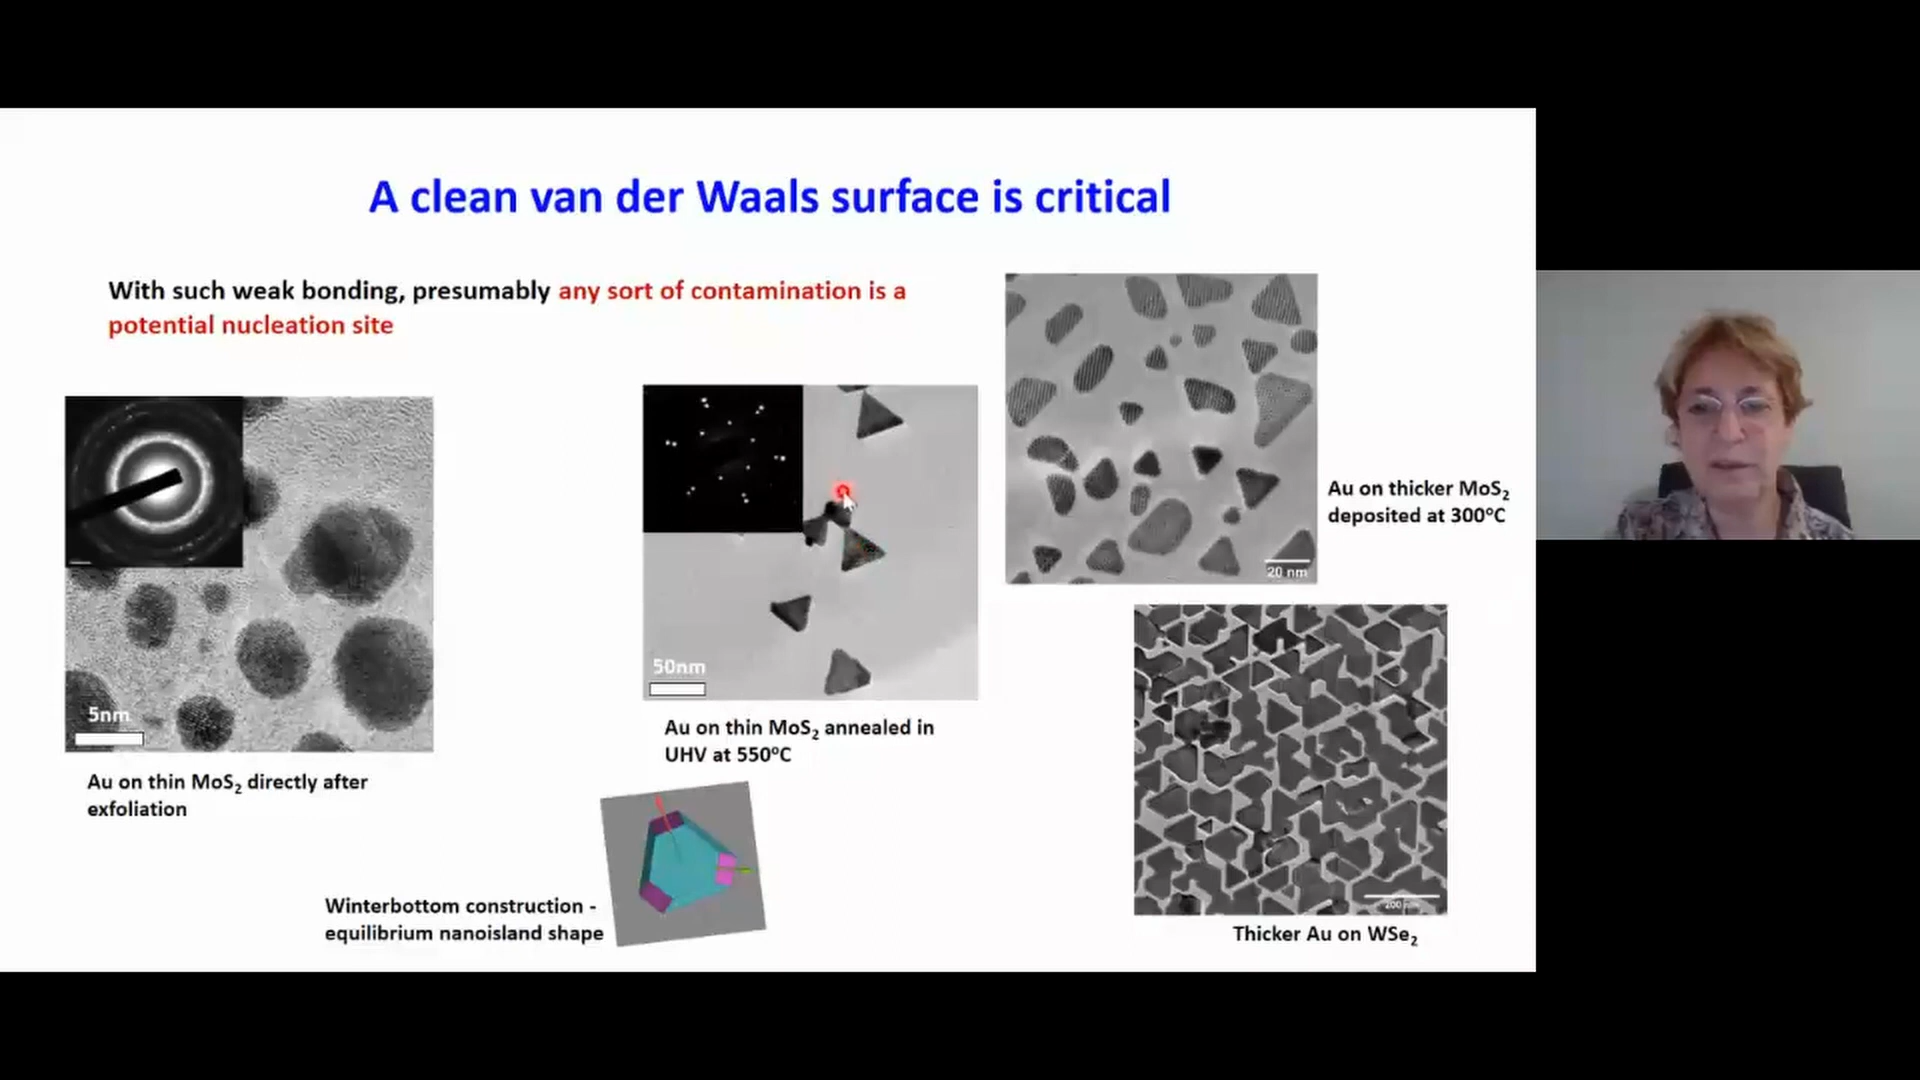 A clean van der Waals surface is critical
With such weak bonding, presumably any sort of contamination is a
potential nucleation site
5nm
Au on thin MoS₂ directly after
exfoliation
50nm
Au on thin MoS₂ annealed in
UHV at 550°C
Winterbottom construction -
equilibrium nanoisland shape
20 nm
Au on thicker MoS₂
deposited at 300°C
200 nm
Thicker Au on WSe₂